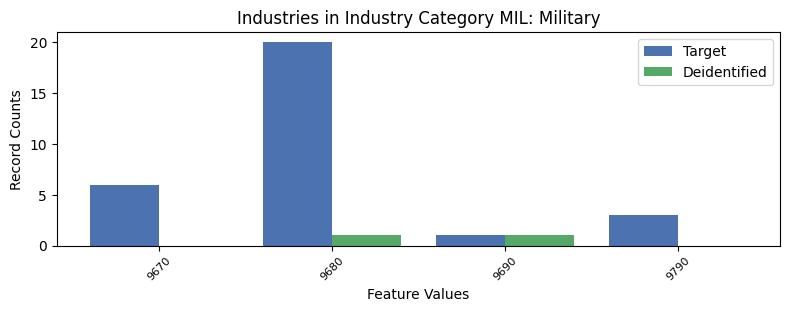 Industries in Industry Category MIL: Military
Target
Deidentified
Record Counts
20
15
10
5
0
9670
9680
9690
9790
Feature Values